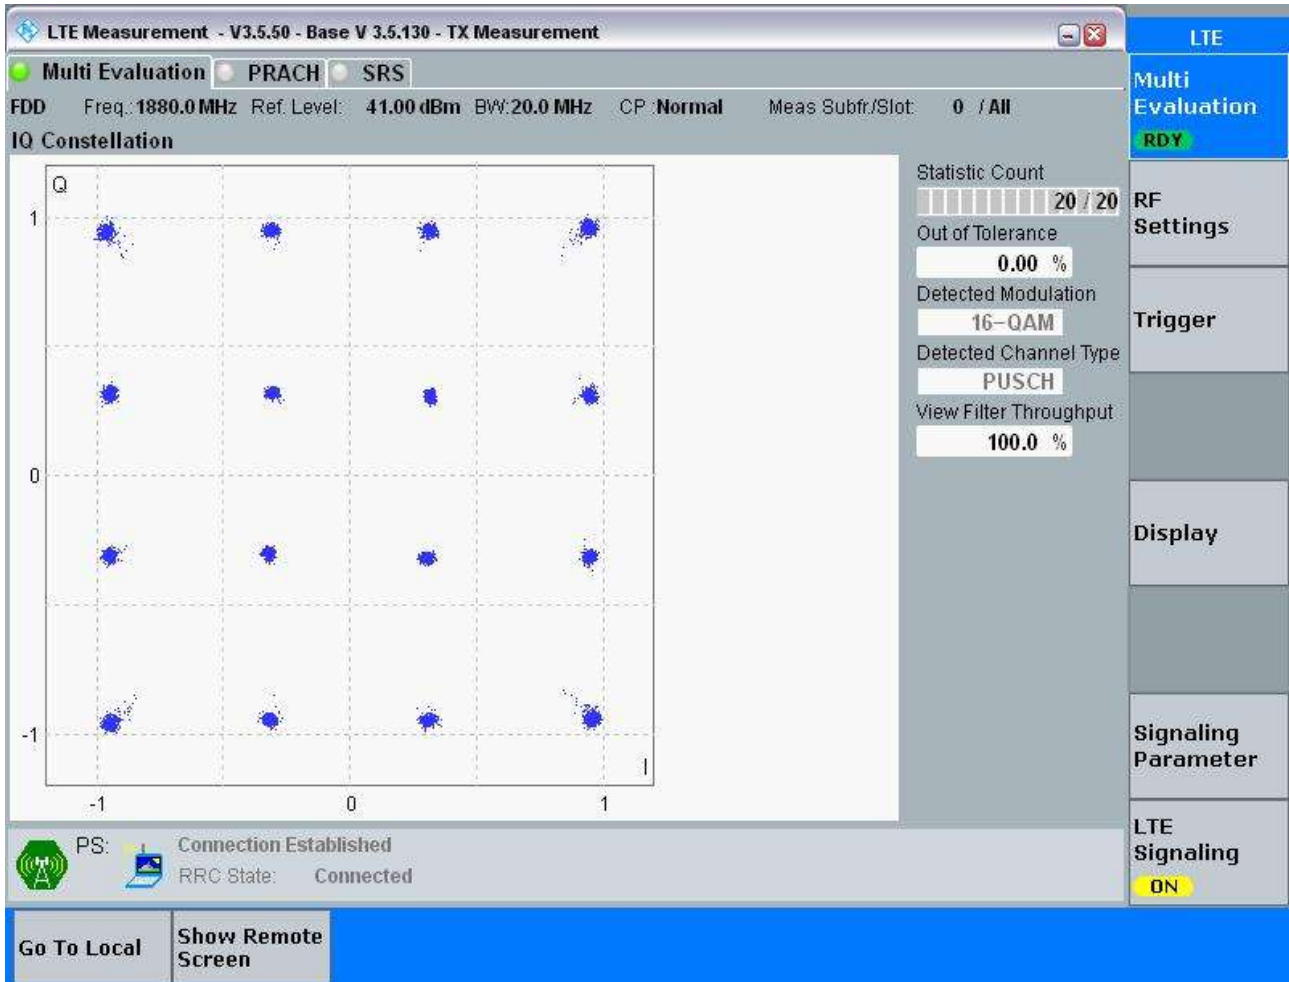 LTE Measurement - V3.5.50 - Base V 3.5.130 - TX Measurement
LTE
Multi Evaluation PRACH SRS
Multi
Evaluation
RDY
FDD Freq.: 1880.0 MHz Ref. Level: 41.00 dBm BW: 20.0 MHz CP : Normal Meas Subfr./Slot: 0 / All
IQ Constellation
Q
1
0
-1
I
-1 0 1
Statistic Count
20 / 20
Out of Tolerance
0.00 %
Detected Modulation
16-QAM
Detected Channel Type
PUSCH
View Filter Throughput
100.0 %
RF
Settings
Trigger
Display
Signaling
Parameter
LTE
Signaling
ON
PS: Connection Established
RRC State: Connected
Go To Local
Show Remote
Screen